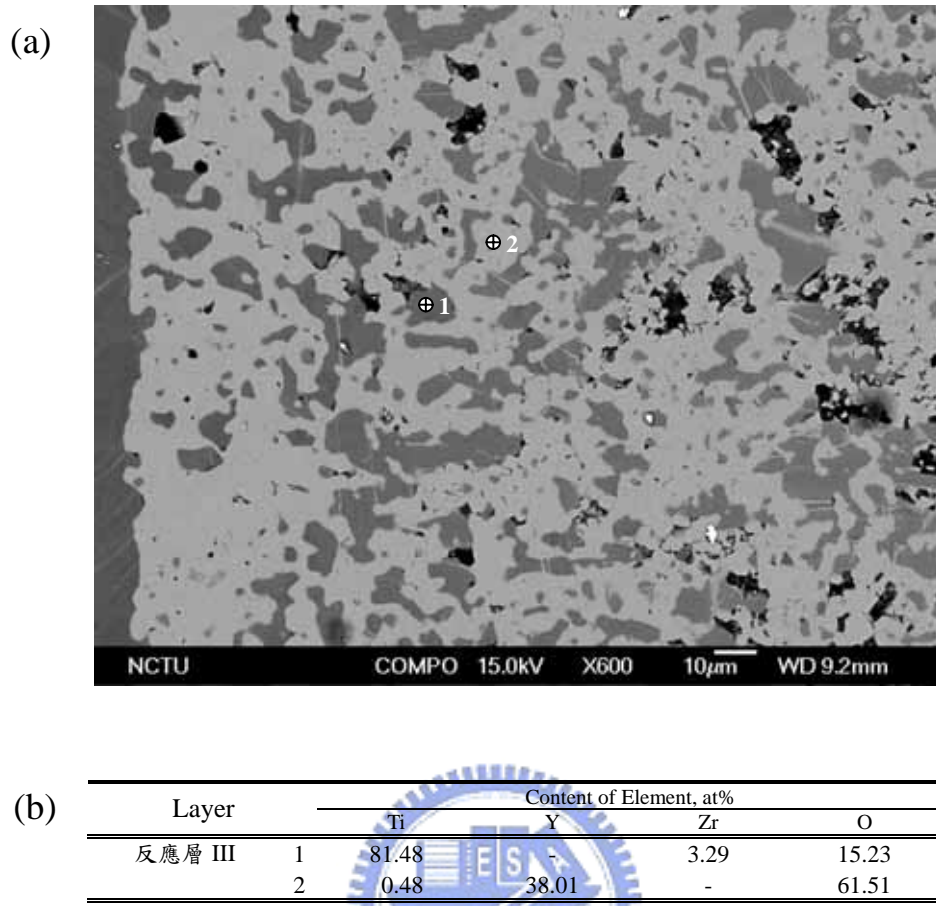 (a)
2
1
NCTU COMPO 15.0kV X600 10µm WD 9.2mm
(b)
Layer Content of Element, at%
Ti Y Zr O
反應層 III 1 81.48 - 3.29 15.23
2 0.48 38.01 - 61.51
E S